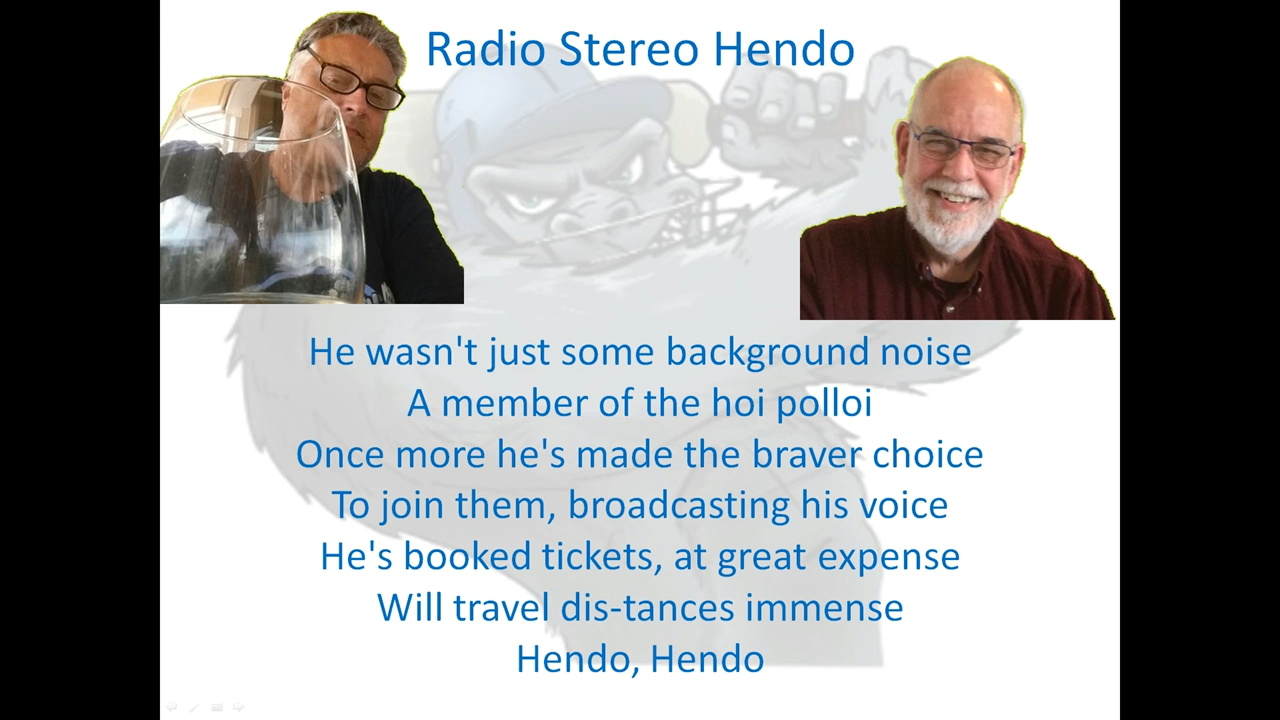 Radio Stereo Hendo
He wasn't just some background noise
A member of the hoi polloi
Once more he's made the braver choice
To join them, broadcasting his voice
He's booked tickets, at great expense
Will travel dis-tances immense
Hendo, Hendo